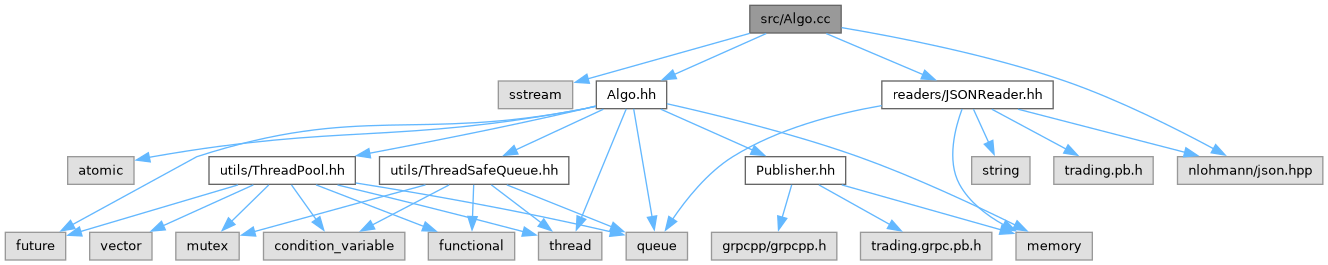 src/Algo.cc
sstream
Algo.hh
readers/JSONReader.hh
atomic
utils/ThreadPool.hh
utils/ThreadSafeQueue.hh
Publisher.hh
string
trading.pb.h
nlohmann/json.hpp
future
vector
mutex
condition_variable
functional
thread
queue
grpcpp/grpcpp.h
trading.grpc.pb.h
memory